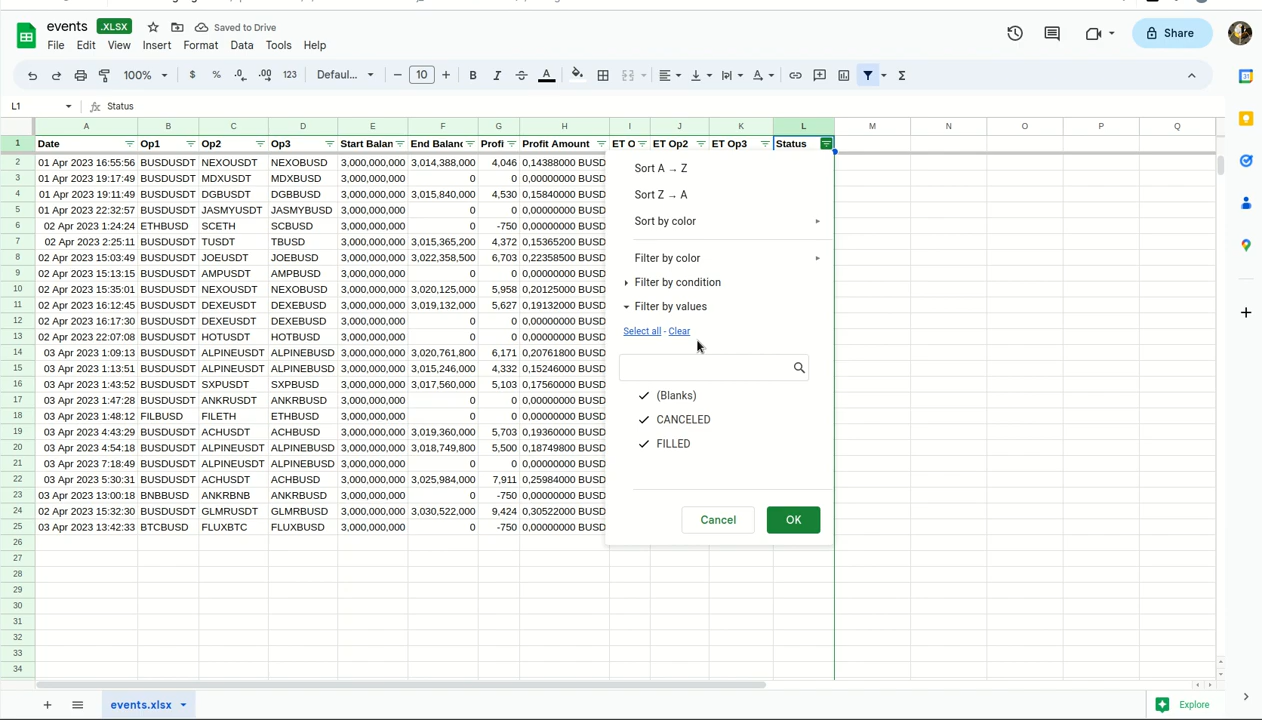 events .XLSX Saved to Drive
File Edit View Insert Format Data Tools Help
Share
100% $ % .0 .00 123 Defaul... − 10 + B I S A Σ
L1 fx Status
A B C D E F G H I J K L M N O P Q
1 Date Op1 Op2 Op3 Start Balan End Balanc Profi Profit Amount ET O ET Op2 ET Op3 Status
2 01 Apr 2023 16:55:56 BUSDUSDT NEXOUSDT NEXOBUSD 3,000,000,000 3,014,388,000 4,046 0,14388000 BUSD
3 01 Apr 2023 19:17:49 BUSDUSDT MDXUSDT MDXBUSD 3,000,000,000 0 0 0,00000000 BUSD
4 01 Apr 2023 19:11:49 BUSDUSDT DGBUSDT DGBBUSD 3,000,000,000 3,015,840,000 4,530 0,15840000 BUSD
5 01 Apr 2023 22:32:57 BUSDUSDT JASMYUSDT JASMYBUSD 3,000,000,000 0 0 0,00000000 BUSD
6 02 Apr 2023 1:24:24 ETHBUSD SCETH SCBUSD 3,000,000,000 0 -750 0,00000000 BUSD
7 02 Apr 2023 2:25:11 BUSDUSDT TUSDT TBUSD 3,000,000,000 3,015,365,200 4,372 0,15365200 BUSD
8 02 Apr 2023 15:03:49 BUSDUSDT JOEUSDT JOEBUSD 3,000,000,000 3,022,358,500 6,703 0,22358500 BUSD
9 02 Apr 2023 15:13:15 BUSDUSDT AMPUSDT AMPBUSD 3,000,000,000 0 0 0,00000000 BUSD
10 02 Apr 2023 15:35:01 BUSDUSDT NEXOUSDT NEXOBUSD 3,000,000,000 3,020,125,000 5,958 0,20125000 BUSD
11 02 Apr 2023 16:12:45 BUSDUSDT DEXEUSDT DEXEBUSD 3,000,000,000 3,019,132,000 5,627 0,19132000 BUSD
12 02 Apr 2023 16:17:30 BUSDUSDT DEXEUSDT DEXEBUSD 3,000,000,000 0 0 0,00000000 BUSD
13 02 Apr 2023 22:07:08 BUSDUSDT HOTUSDT HOTBUSD 3,000,000,000 0 0 0,00000000 BUSD
14 03 Apr 2023 1:09:13 BUSDUSDT ALPINEUSDT ALPINEBUSD 3,000,000,000 3,020,761,800 6,171 0,20761800 BUSD
15 03 Apr 2023 1:13:51 BUSDUSDT ALPINEUSDT ALPINEBUSD 3,000,000,000 3,015,246,000 4,332 0,15246000 BUSD
16 03 Apr 2023 1:43:52 BUSDUSDT SXPUSDT SXPBUSD 3,000,000,000 3,017,560,000 5,103 0,17560000 BUSD
17 03 Apr 2023 1:47:28 BUSDUSDT ANKRUSDT ANKRBUSD 3,000,000,000 0 0 0,00000000 BUSD
18 03 Apr 2023 1:48:12 FILBUSD FILETH ETHBUSD 3,000,000,000 0 0 0,00000000 BUSD
19 03 Apr 2023 4:43:29 BUSDUSDT ACHUSDT ACHBUSD 3,000,000,000 3,019,360,000 5,703 0,19360000 BUSD
20 03 Apr 2023 4:54:18 BUSDUSDT ALPINEUSDT ALPINEBUSD 3,000,000,000 3,018,749,800 5,500 0,18749800 BUSD
21 03 Apr 2023 7:18:49 BUSDUSDT ALPINEUSDT ALPINEBUSD 3,000,000,000 0 0 0,00000000 BUSD
22 03 Apr 2023 5:30:31 BUSDUSDT ACHUSDT ACHBUSD 3,000,000,000 3,025,984,000 7,911 0,25984000 BUSD
23 03 Apr 2023 13:00:18 BNBBUSD ANKRBNB ANKRBUSD 3,000,000,000 0 -750 0,00000000 BUSD
24 02 Apr 2023 15:32:30 BUSDUSDT GLMRUSDT GLMRBUSD 3,000,000,000 3,030,522,000 9,424 0,30522000 BUSD
25 03 Apr 2023 13:42:33 BTCBUSD FLUXBTC FLUXBUSD 3,000,000,000 0 -750 0,00000000 BUSD
26
27
28
29
30
31
32
33
34
Sort A → Z
Sort Z → A
Sort by color
Filter by color
Filter by condition
Filter by values
Select all - Clear
(Blanks)
CANCELED
FILLED
Cancel OK
events.xlsx Explore